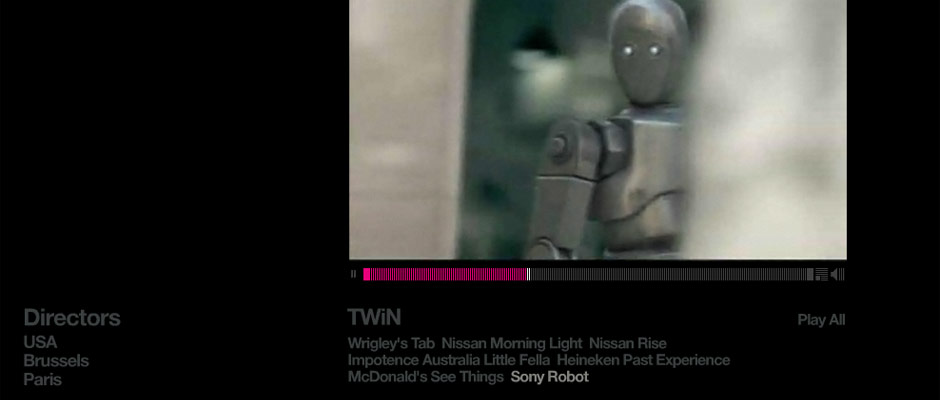 Directors
USA
Brussels
Paris
TWiN
Play All
Wrigley's Tab Nissan Morning Light Nissan Rise
Impotence Australia Little Fella Heineken Past Experience
McDonald's See Things Sony Robot